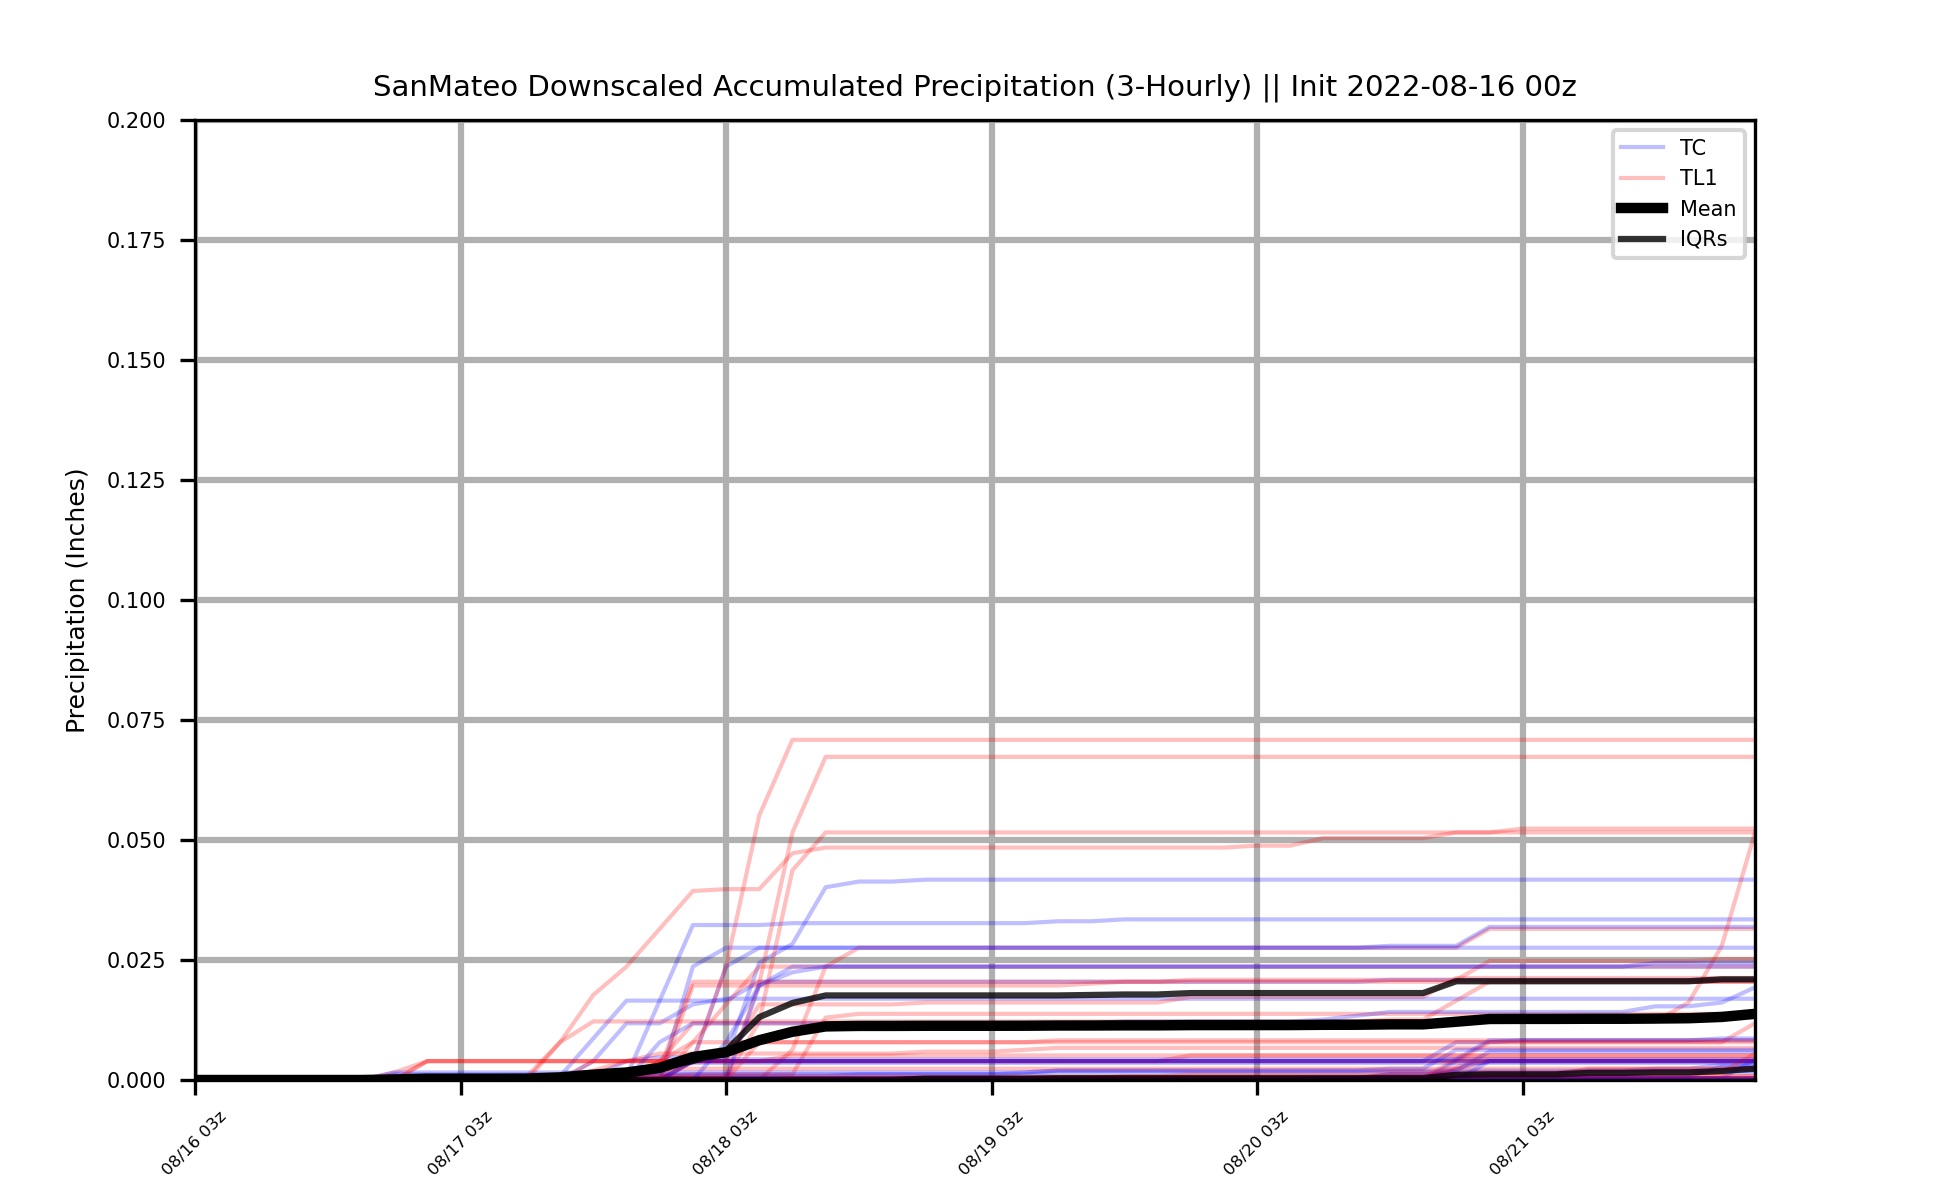 SanMateo Downscaled Accumulated Precipitation (3-Hourly) || Init 2022-08-16 00z
0.200
0.175
0.150
0.125
0.100
0.075
0.050
0.025
0.000
Precipitation (Inches)
TC
TL1
Mean
IQRs
08/16 03z
08/17 03z
08/18 03z
08/19 03z
08/20 03z
08/21 03z